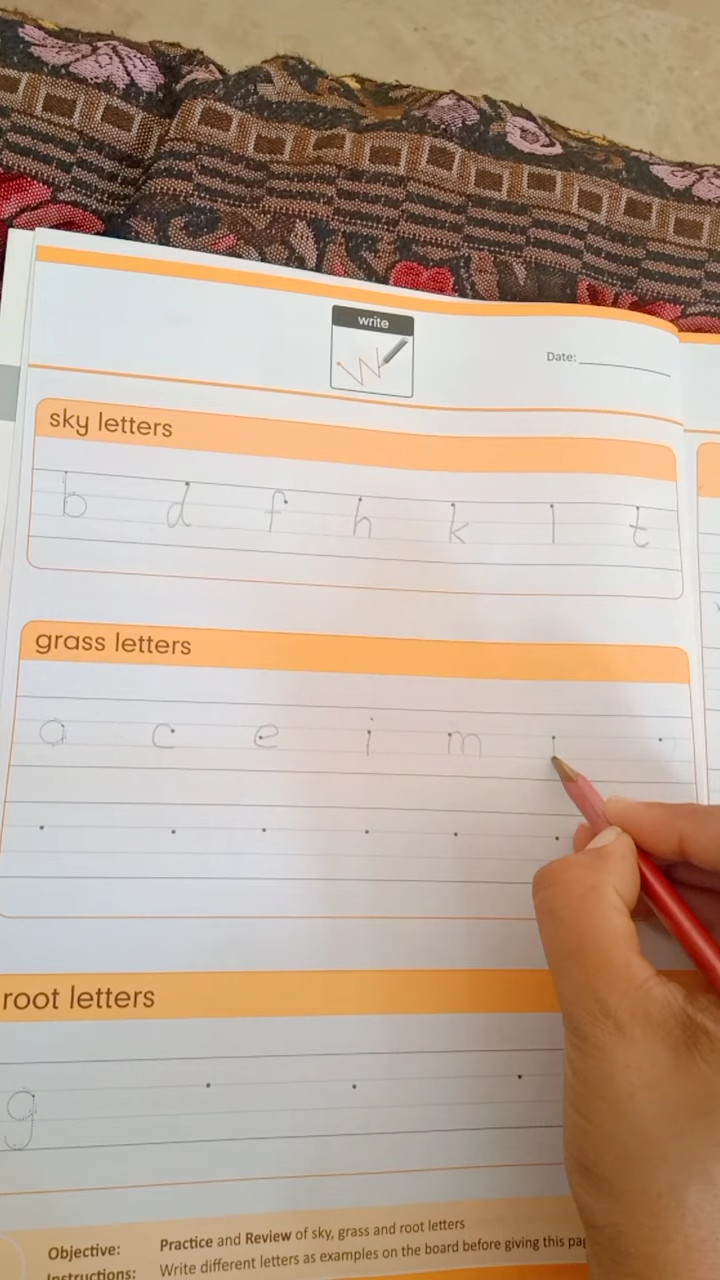 write
Date:
sky letters
b d f h k l t
grass letters
a c e i m
root letters
g
Objective: Practice and Review of sky, grass and root letters
Instructions: Write different letters as examples on the board before giving this